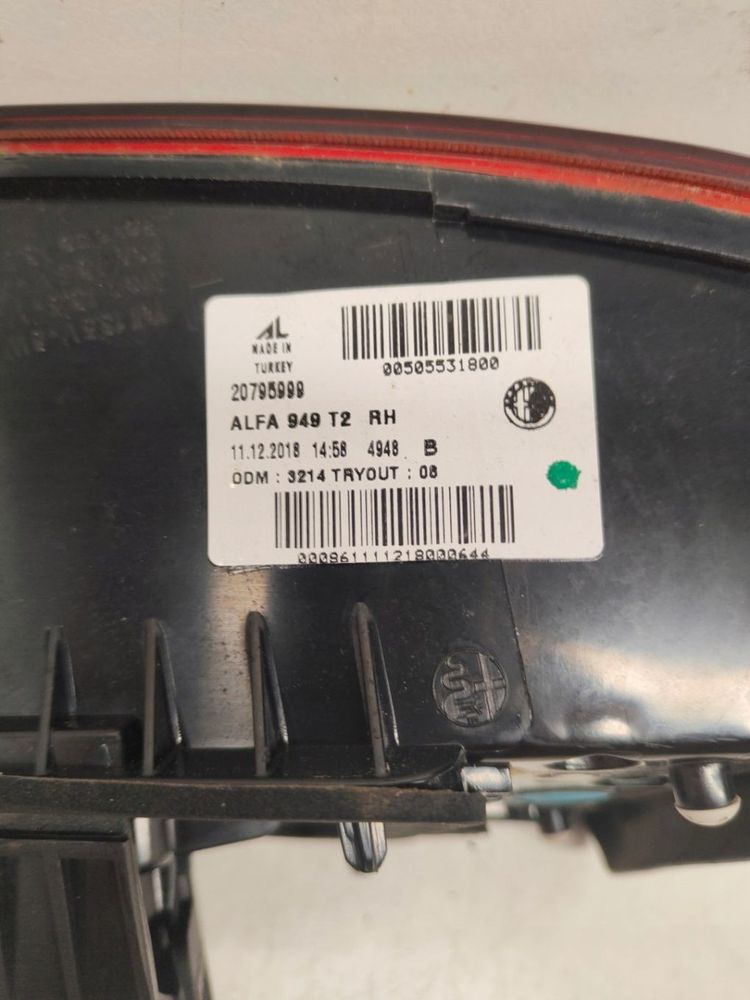 AL
MADE IN
TURKEY
00505531800
20795999
ALFA 949 T2 RH
11.12.2018 14:58 4948 B
ODM : 3214 TRYOUT : 08
000861111218000644